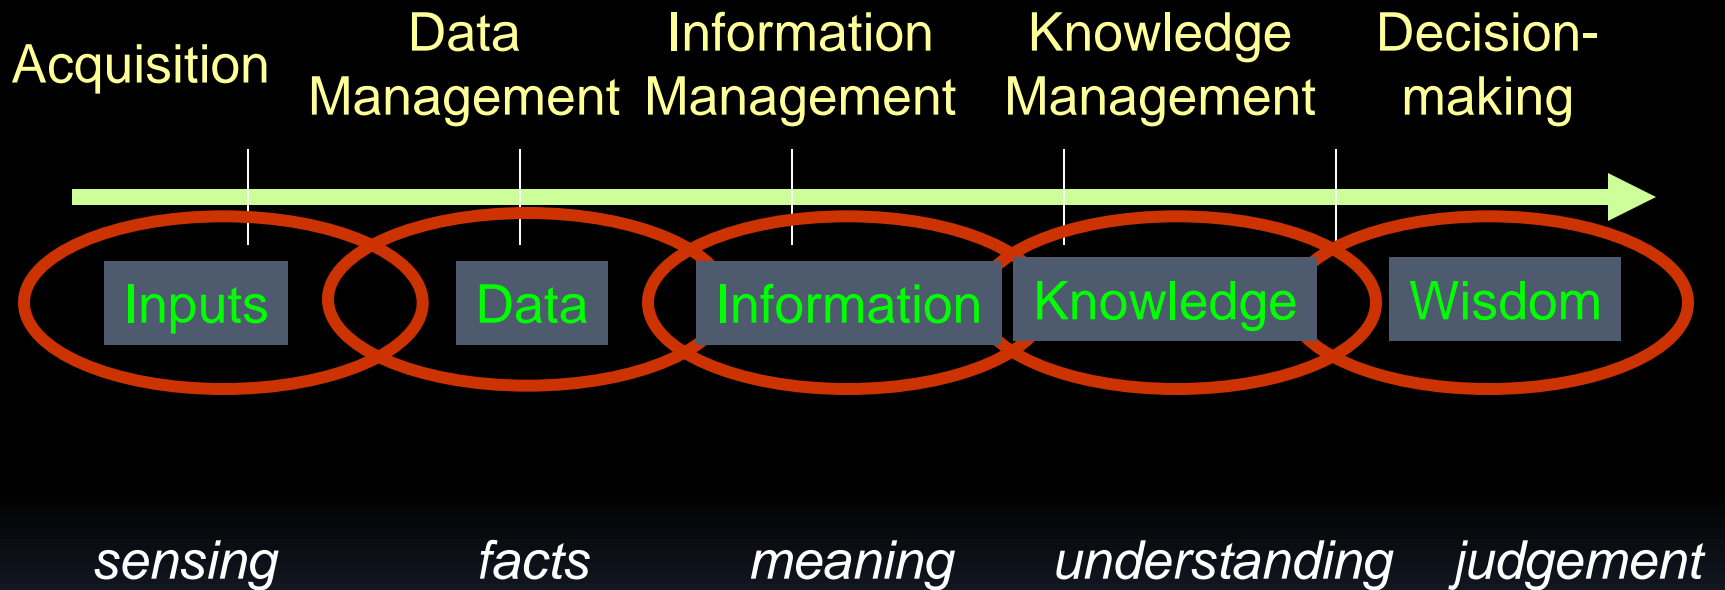 Acquisition
Data
Management
Information
Management
Knowledge
Management
Decision-
making
Inputs
Data
Information
Knowledge
Wisdom
sensing
facts
meaning
understanding
judgement